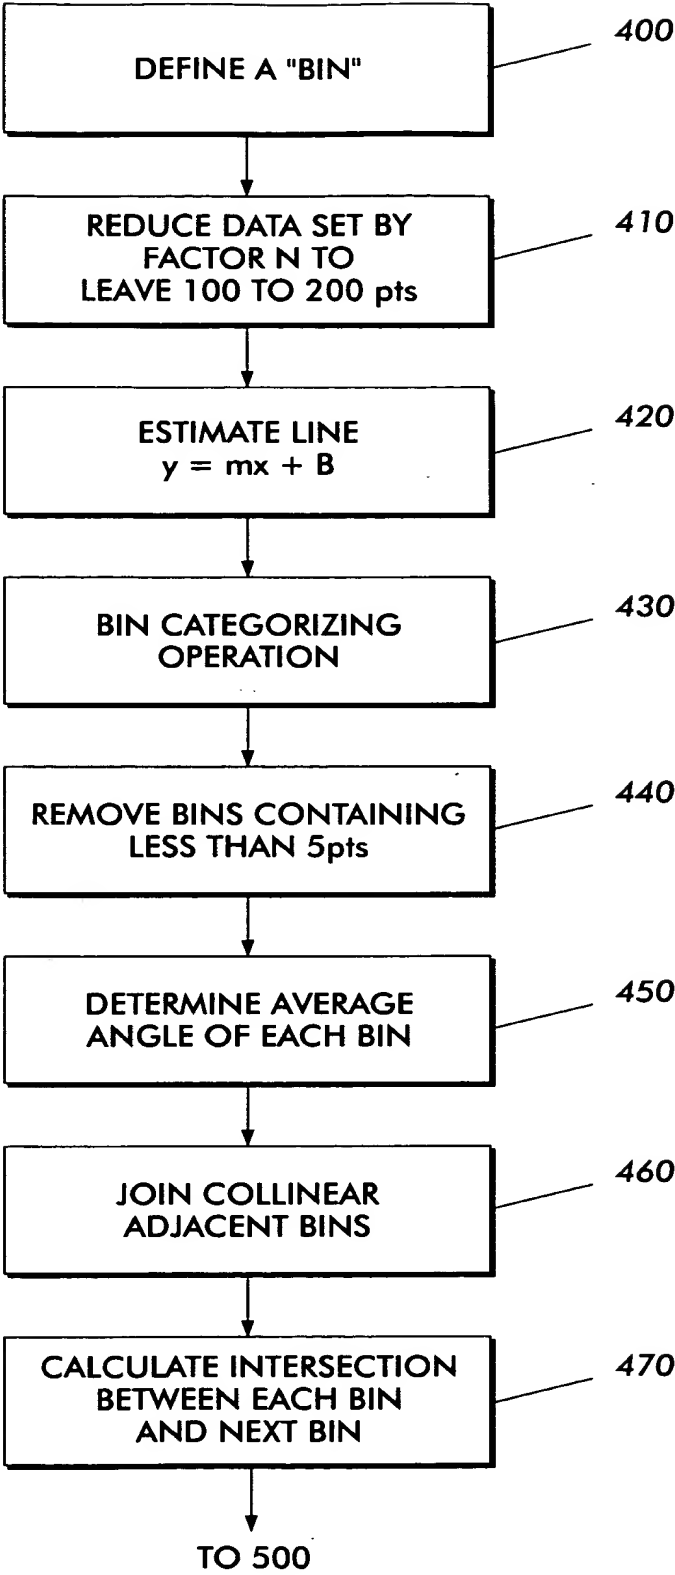 400
DEFINE A "BIN"
410
REDUCE DATA SET BY
FACTOR N TO
LEAVE 100 TO 200 pts
420
ESTIMATE LINE
y = mx + B
430
BIN CATEGORIZING
OPERATION
440
REMOVE BINS CONTAINING
LESS THAN 5pts
450
DETERMINE AVERAGE
ANGLE OF EACH BIN
460
JOIN COLLINEAR
ADJACENT BINS
470
CALCULATE INTERSECTION
BETWEEN EACH BIN
AND NEXT BIN
TO 500